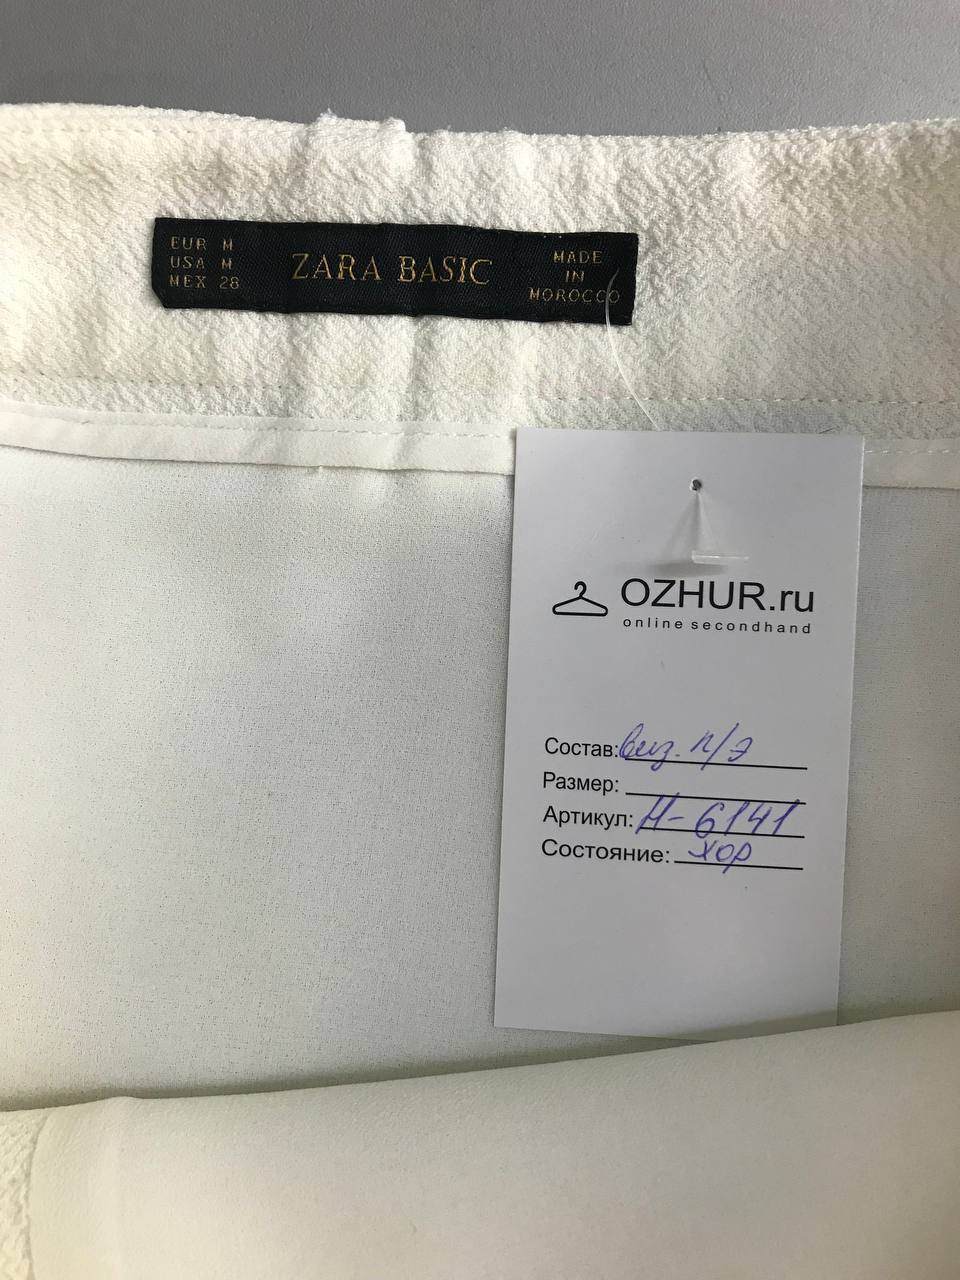 EUR M
USA M
MEX 28
ZARA BASIC
MADE
IN
MOROCCO
OZHUR.ru
online secondhand
Состав: виз. п/э
Размер:
Артикул: Н-6141
Состояние: хор